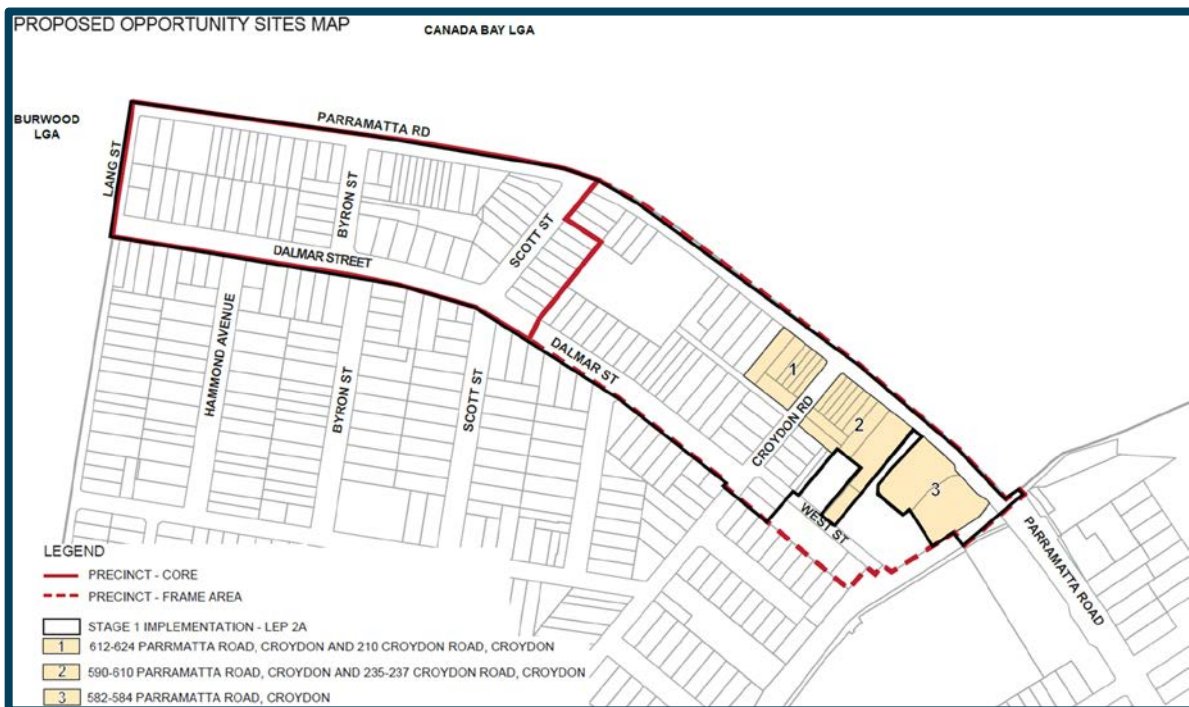 PROPOSED OPPORTUNITY SITES MAP
CANADA BAY LGA
BURWOOD
LGA
PARRAMATTA RD
LANG ST
BYRON ST
SCOTT ST
DALMAR STREET
HAMMOND AVENUE
BYRON ST
SCOTT ST
DALMAR ST
1
CROYDON RD
2
3
WEST ST
PARRAMATTA ROAD
LEGEND
PRECINCT - CORE
PRECINCT - FRAME AREA
STAGE 1 IMPLEMENTATION - LEP 2A
1 612-624 PARRMATTA ROAD, CROYDON AND 210 CROYDON ROAD, CROYDON
2 590-610 PARRAMATTA ROAD, CROYDON AND 235-237 CROYDON ROAD, CROYDON
3 582-584 PARRAMATTA ROAD, CROYDON